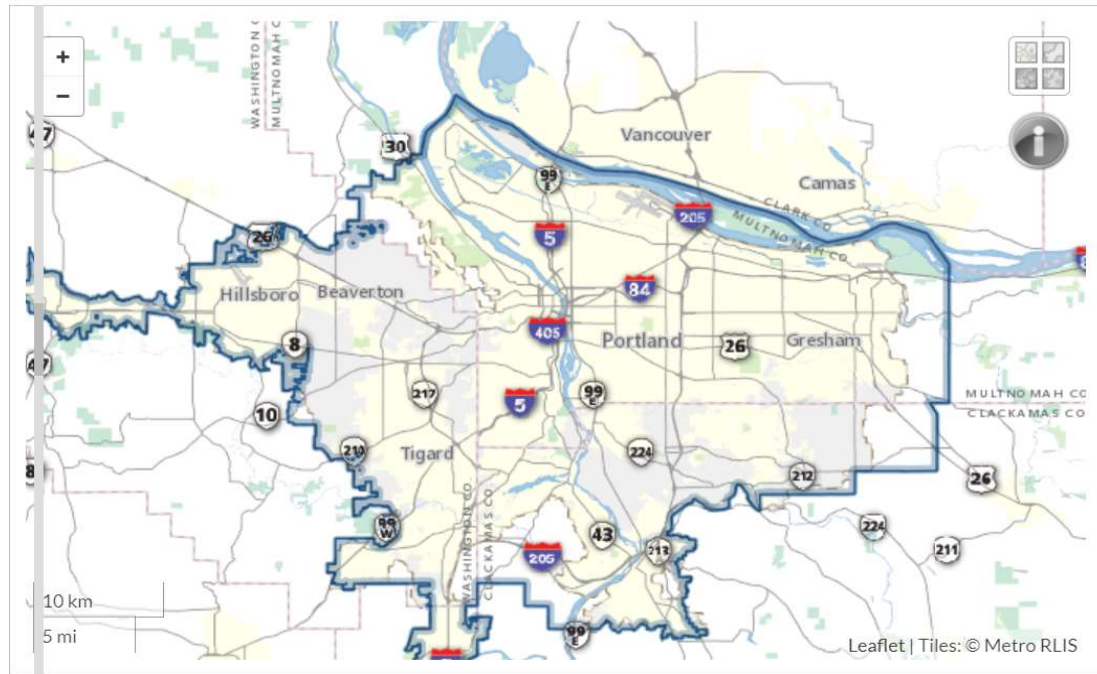 +
−
WASHINGTON C
MULTNOMAH CO
47
30
Vancouver
99
E
Camas
205
CLARK CO.
MULTNOMAH CO.
26
5
84
Hillsboro
Beaverton
405
8
Portland
26
Gresham
47
217
5
99
E
MULTNOMAH CO
CLACKAMAS CO.
10
210
Tigard
224
212
26
8
WASHINGTON CO.
CLACKAMAS CO.
99
W
43
213
224
211
205
10 km
5 mi
99
E
Leaflet | Tiles: © Metro RLIS